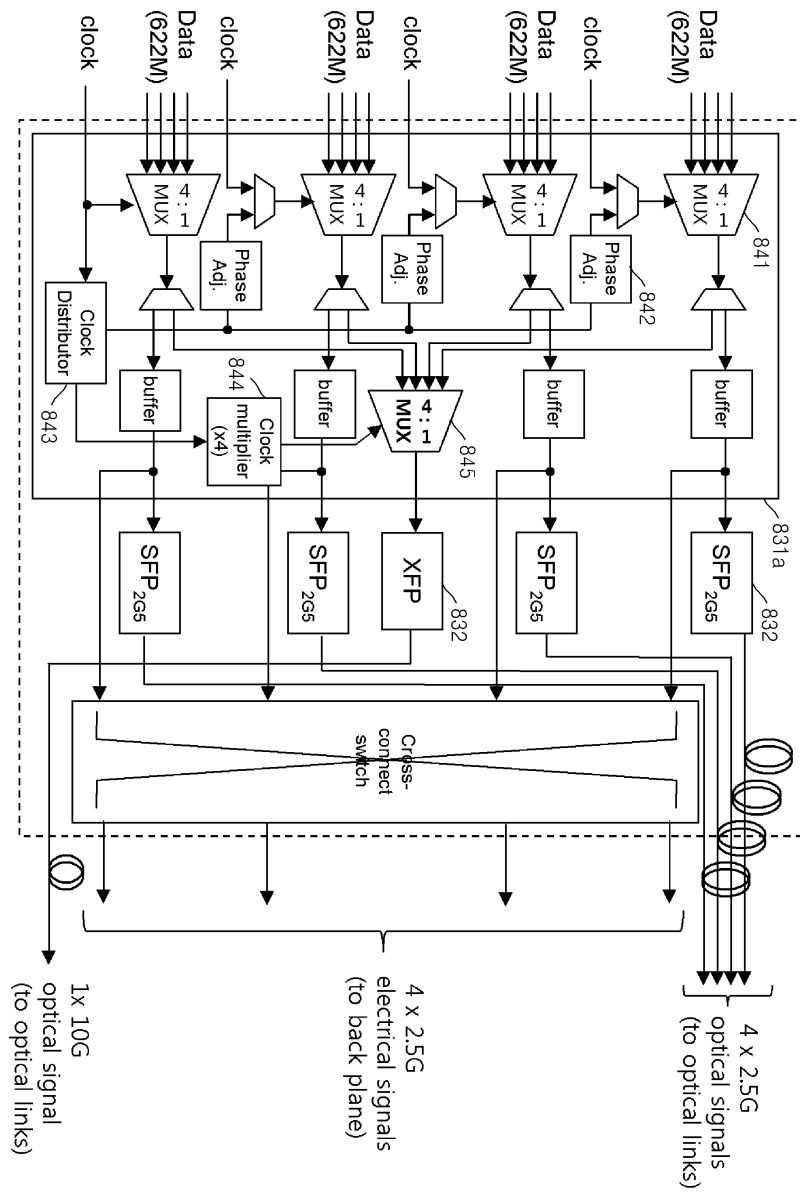 831a
Data
(622M)
4 : 1
MUX
841
buffer
SFP 2G5
832
4 x 2.5G
optical signals
(to optical links)
clock
Phase
Adj.
842
Data
(622M)
4 : 1
MUX
buffer
SFP 2G5
clock
Phase
Adj.
4 : 1
MUX
845
XFP
832
Cross-
connect
switch
4 x 2.5G
electrical signals
(to back plane)
Data
(622M)
4 : 1
MUX
buffer
SFP 2G5
clock
Phase
Adj.
844
Clock
multiplier
(x4)
Data
(622M)
4 : 1
MUX
buffer
SFP 2G5
clock
Clock
Distributor
843
1x 10G
optical signal
(to optical links)